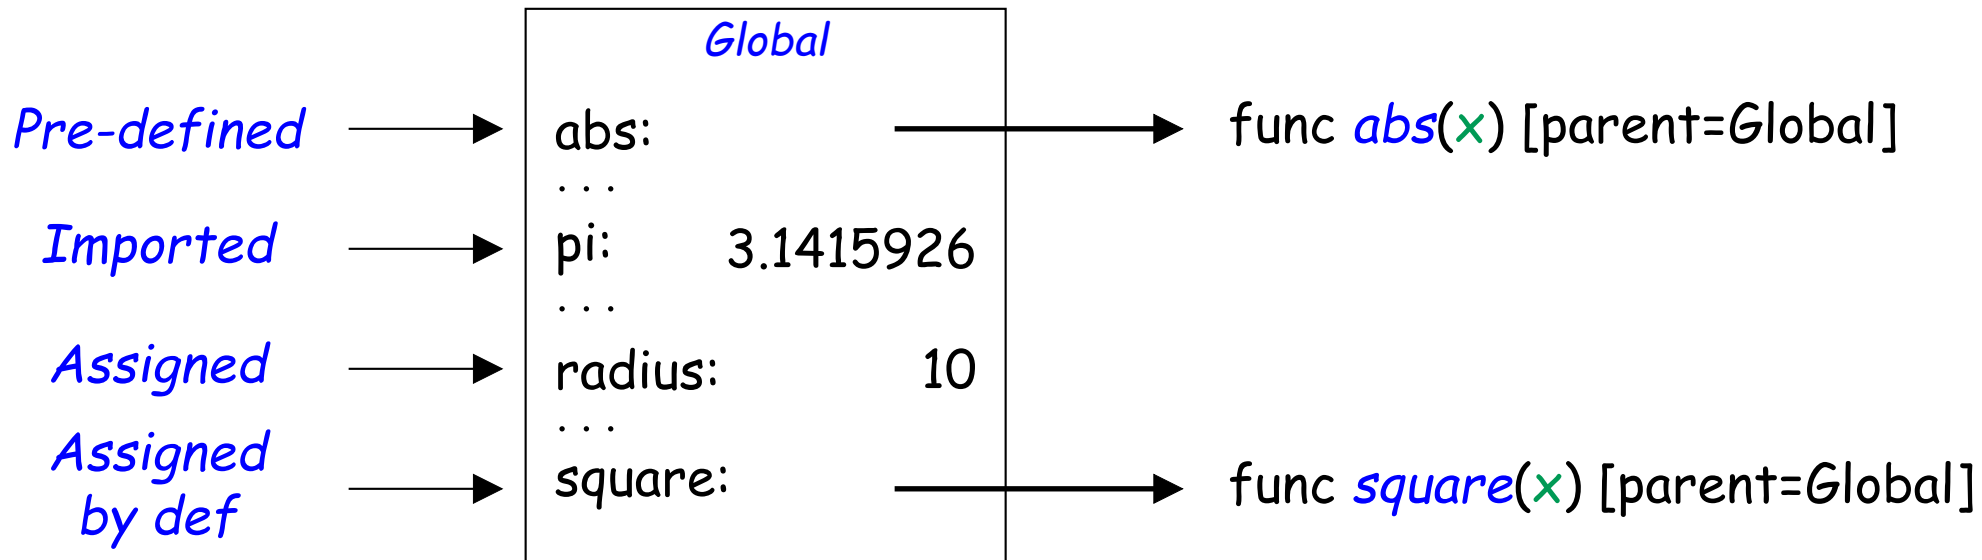 Global
Pre-defined abs: func abs(x) [parent=Global]
. . .
Imported pi: 3.1415926
. . .
Assigned radius: 10
. . .
Assigned
by def square: func square(x) [parent=Global]